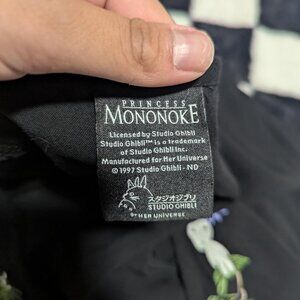 PRINCESS
MONONOKE
Licensed by Studio Ghibli
Studio Ghibli™ is a trademark
of Studio Ghibli Inc.
Manufactured for Her Universe
© 1997 Studio Ghibli - ND
スタジオジブリ
STUDIO GHIBLI
HER UNIVERSE